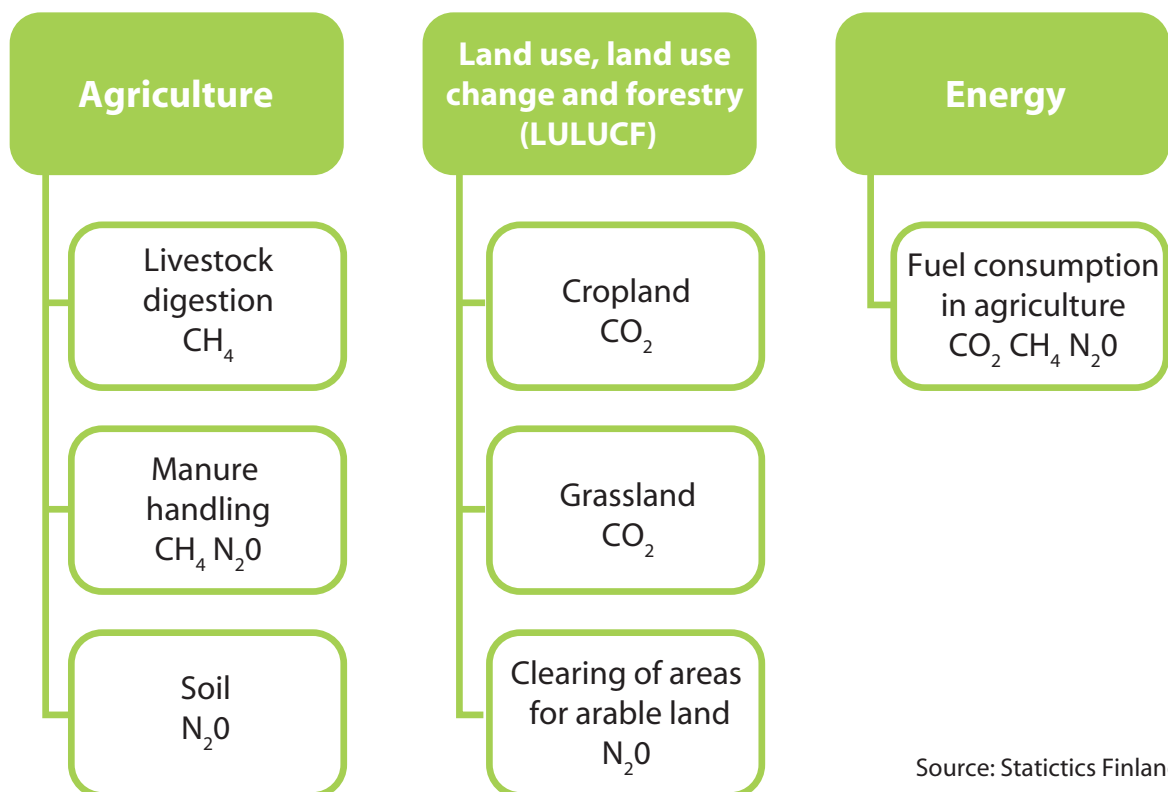 Agriculture
Livestock
digestion
CH₄
Manure
handling
CH₄ N₂0
Soil
N₂0
Land use, land use
change and forestry
(LULUCF)
Cropland
CO₂
Grassland
CO₂
Clearing of areas
for arable land
N₂0
Energy
Fuel consumption
in agriculture
CO₂ CH₄ N₂0
Source: Statictics Finlan